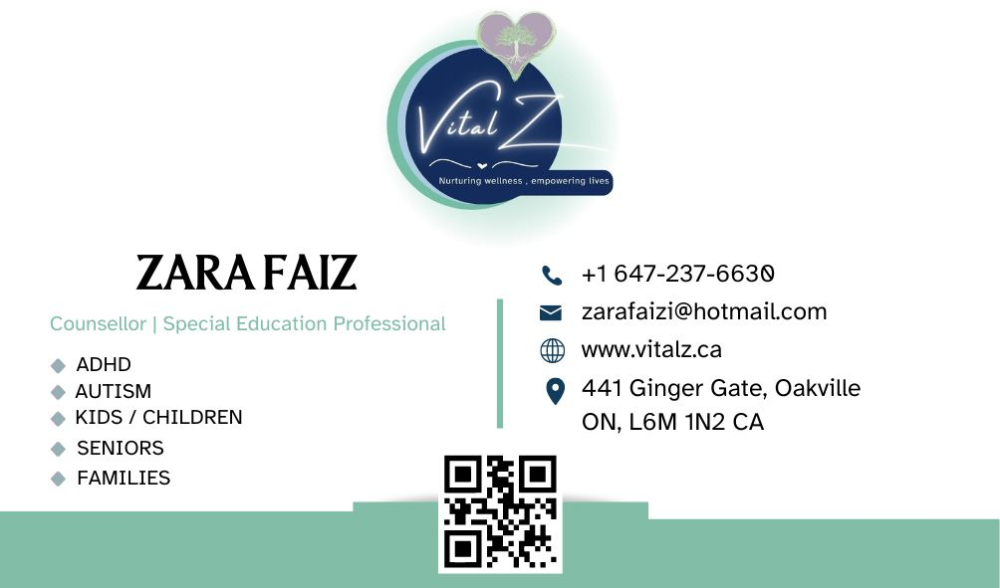 Vital Z
Nurturing wellness , empowering lives
ZARA FAIZ
Counsellor | Special Education Professional
ADHD
AUTISM
KIDS / CHILDREN
SENIORS
FAMILIES
+1 647-237-6630
zarafaizi@hotmail.com
www.vitalz.ca
441 Ginger Gate, Oakville
ON, L6M 1N2 CA